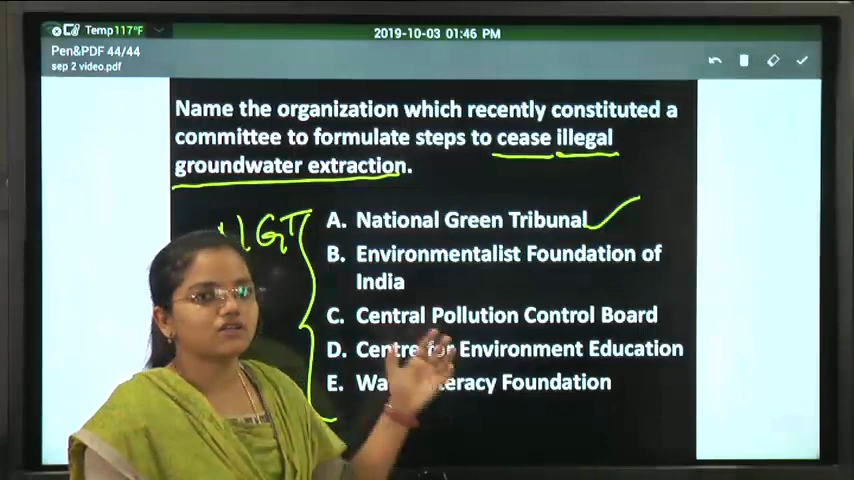 Temp117°F
2019-10-03 01:46 PM
Pen&PDF 44/44
sep 2 video.pdf
Name the organization which recently constituted a
committee to formulate steps to cease illegal
groundwater extraction.
NGT
A. National Green Tribunal
B. Environmentalist Foundation of
India
C. Central Pollution Control Board
D. Centre for Environment Education
E. Foundation